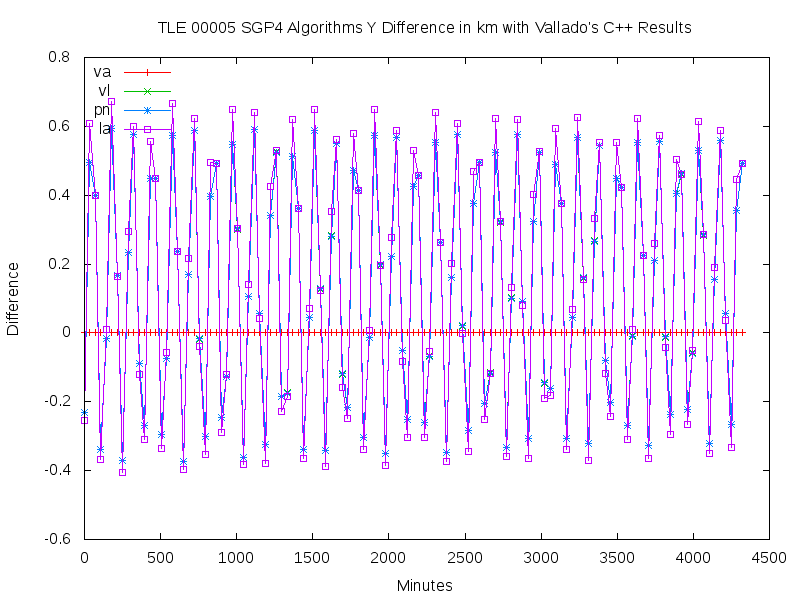 TLE 00005 SGP4 Algorithms Y Difference in km with Vallado's C++ Results
0.8
va
vl
pn
la
0.6
0.4
0.2
0
-0.2
-0.4
-0.6
Difference
0 500 1000 1500 2000 2500 3000 3500 4000 4500
Minutes